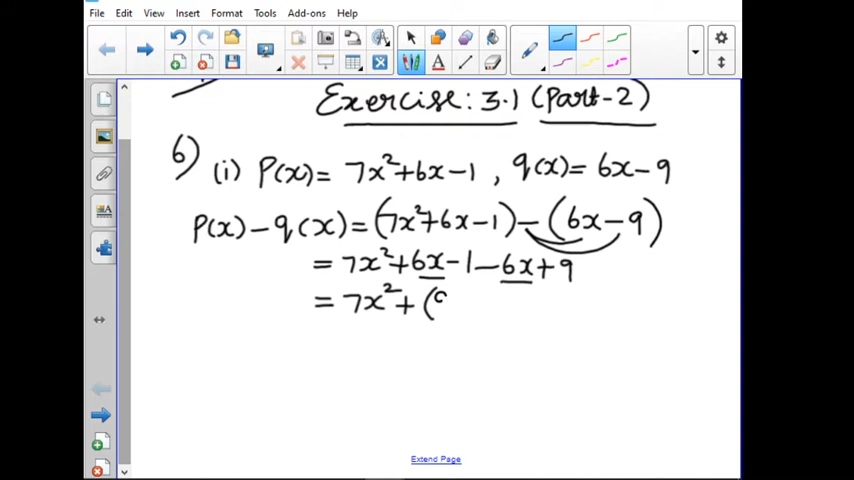 File Edit View Insert Format Tools Add-ons Help
Exercise: 3.1 (Part-2)
6) (i) P(x)= 7x²+6x-1 , q(x)= 6x-9
P(x)-q(x)=(7x²+6x-1)-(6x-9)
= 7x²+6x-1-6x+9
= 7x²+(
Extend Page